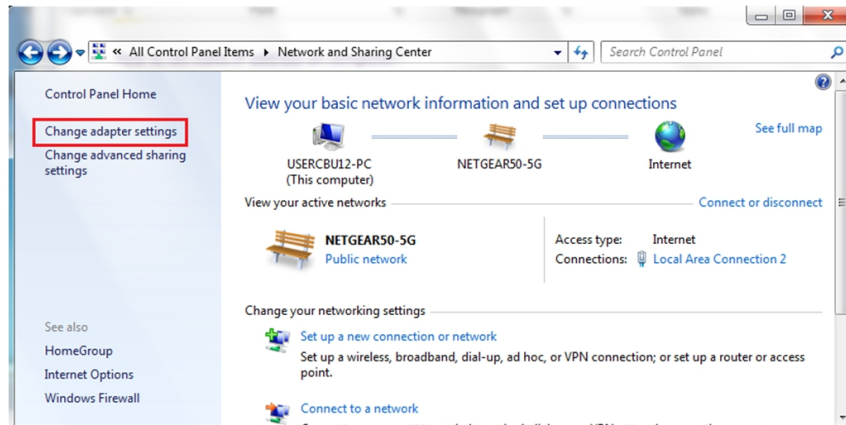 « All Control Panel Items ▸ Network and Sharing Center
Search Control Panel
Control Panel Home
Change adapter settings
Change advanced sharing
settings
See also
HomeGroup
Internet Options
Windows Firewall
View your basic network information and set up connections
See full map
USERCBU12-PC
(This computer)
NETGEAR50-5G
Internet
View your active networks
Connect or disconnect
NETGEAR50-5G
Public network
Access type: Internet
Connections: Local Area Connection 2
Change your networking settings
Set up a new connection or network
Set up a wireless, broadband, dial-up, ad hoc, or VPN connection; or set up a router or access
point.
Connect to a network